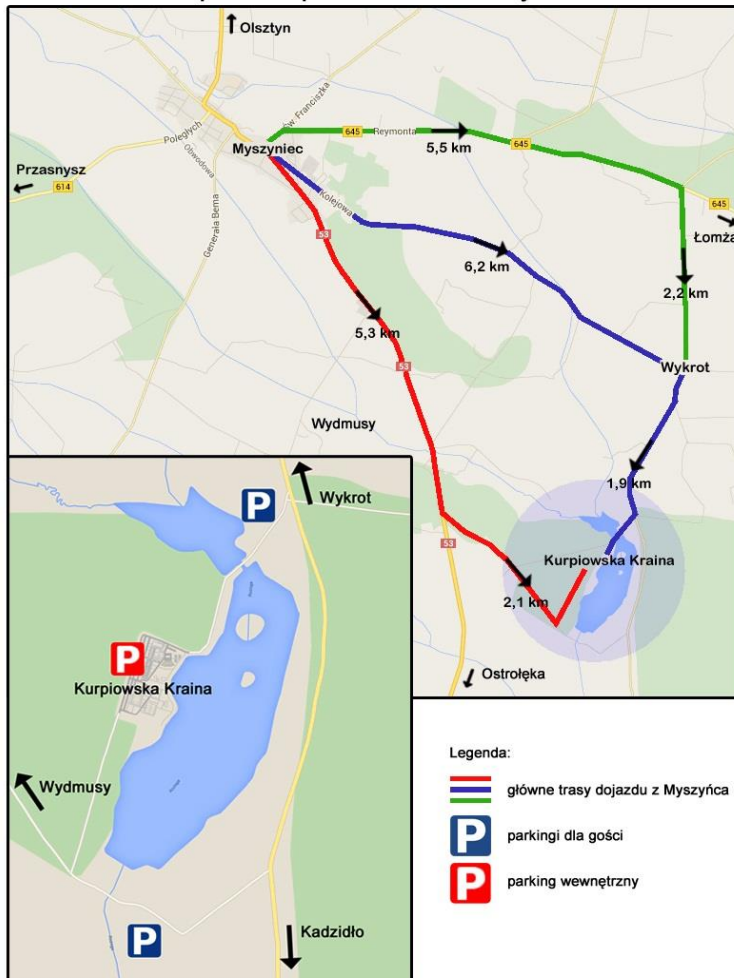 Olsztyn
Św. Franciszka
Poległych
645
Reymonta
5,5 km
645
Myszyniec
Obwodowa
Przasnysz
614
Kolejowa
645
Łomża
Generała Bema
53
6,2 km
2,2 km
5,3 km
53
Wykrot
Wydmusy
1,9 km
53
Kurpiowska Kraina
2,1 km
Ostrołęka
Wykrot
P
P
Kurpiowska Kraina
Wydmusy
P
Kadzidło
Legenda:
główne trasy dojazdu z Myszyńca
P parkingi dla gości
P parking wewnętrzny